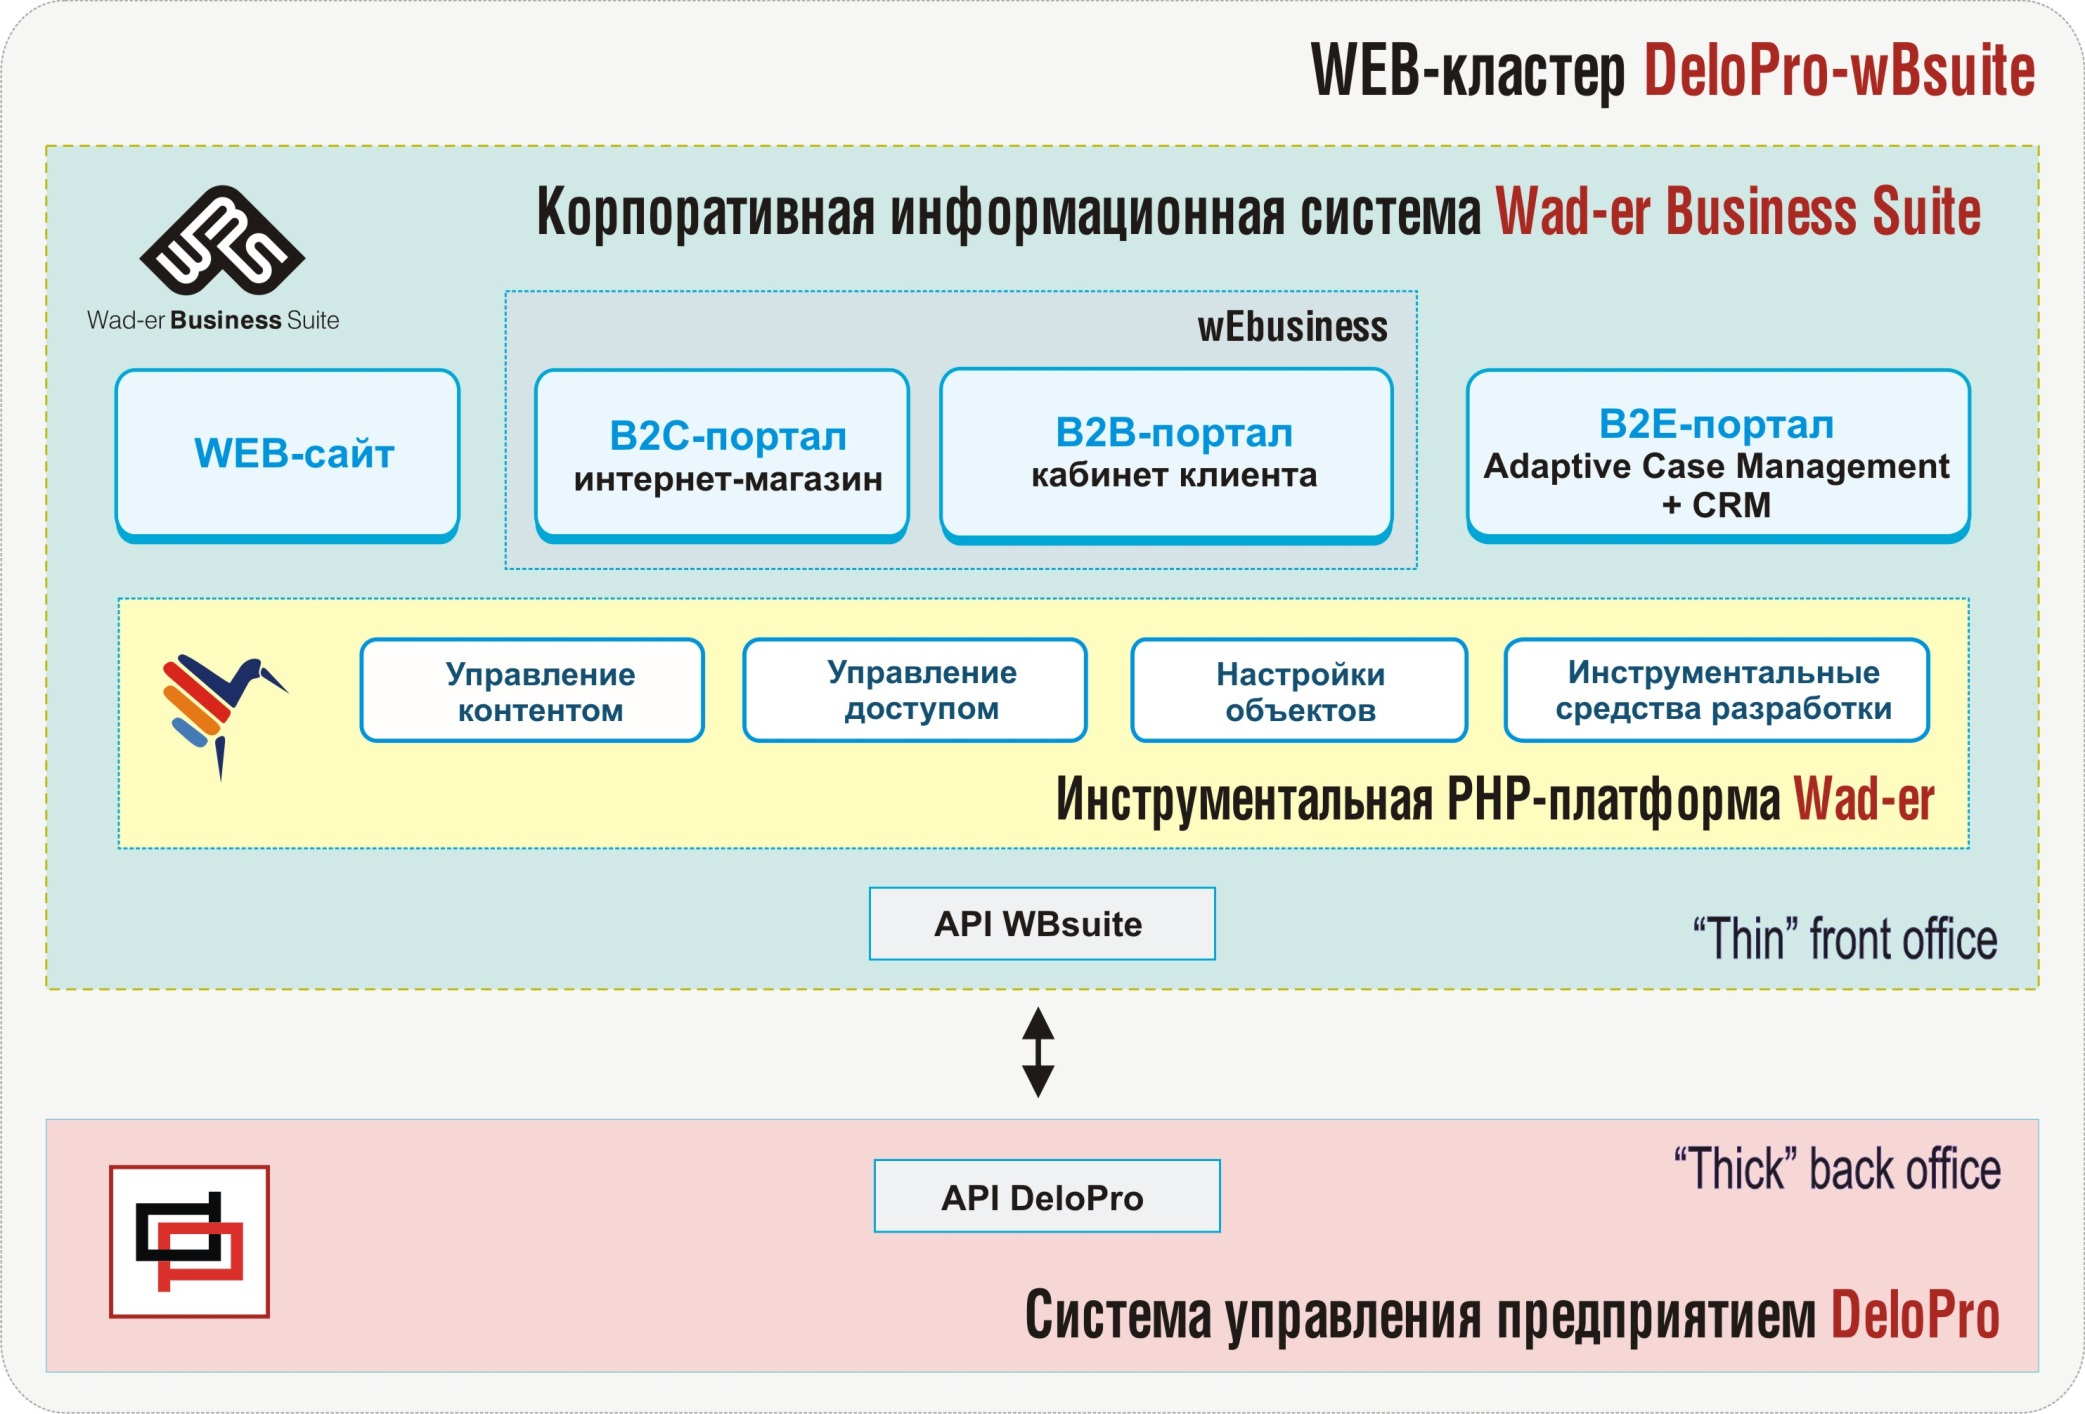 WEB-кластер DeloPro-wBsuite
Корпоративная информационная система Wad-er Business Suite
WBS
Wad-er Business Suite
wEbusiness
WEB-сайт
B2C-портал
интернет-магазин
B2B-портал
кабинет клиента
B2E-портал
Adaptive Case Management
+ CRM
Управление
контентом
Управление
доступом
Настройки
объектов
Инструментальные
средства разработки
Инструментальная PHP-платформа Wad-er
API WBsuite
“Thin” front office
“Thick” back office
API DeloPro
dp
Система управления предприятием DeloPro